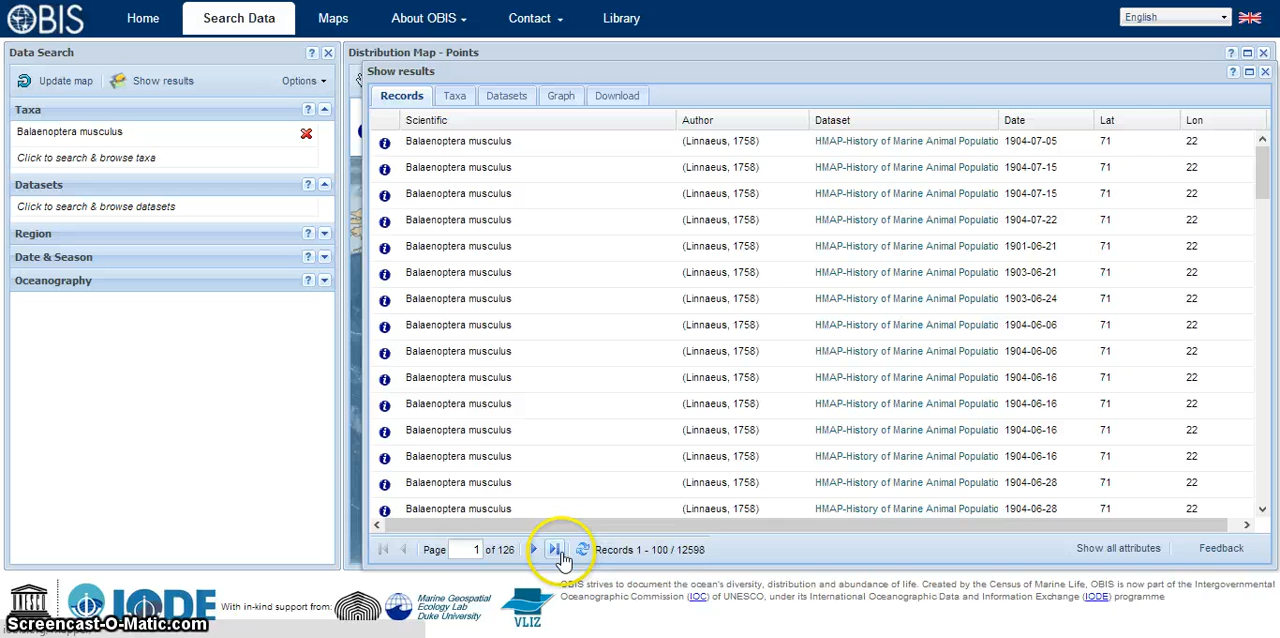 OBIS Home Search Data Maps About OBIS Contact Library English
Data Search
Distribution Map - Points
Update map Show results Options
Show results
Taxa
Records Taxa Datasets Graph Download
Balaenoptera musculus
Click to search & browse taxa
Datasets
Click to search & browse datasets
Region
Date & Season
Oceanography
Scientific Author Dataset Date Lat Lon
Balaenoptera musculus (Linnaeus, 1758) HMAP-History of Marine Animal Populatio 1904-07-05 71 22
Balaenoptera musculus (Linnaeus, 1758) HMAP-History of Marine Animal Populatio 1904-07-15 71 22
Balaenoptera musculus (Linnaeus, 1758) HMAP-History of Marine Animal Populatio 1904-07-15 71 22
Balaenoptera musculus (Linnaeus, 1758) HMAP-History of Marine Animal Populatio 1904-07-22 71 22
Balaenoptera musculus (Linnaeus, 1758) HMAP-History of Marine Animal Populatio 1901-06-21 71 22
Balaenoptera musculus (Linnaeus, 1758) HMAP-History of Marine Animal Populatio 1903-06-21 71 22
Balaenoptera musculus (Linnaeus, 1758) HMAP-History of Marine Animal Populatio 1903-06-24 71 22
Balaenoptera musculus (Linnaeus, 1758) HMAP-History of Marine Animal Populatio 1904-06-06 71 22
Balaenoptera musculus (Linnaeus, 1758) HMAP-History of Marine Animal Populatio 1904-06-06 71 22
Balaenoptera musculus (Linnaeus, 1758) HMAP-History of Marine Animal Populatio 1904-06-16 71 22
Balaenoptera musculus (Linnaeus, 1758) HMAP-History of Marine Animal Populatio 1904-06-16 71 22
Balaenoptera musculus (Linnaeus, 1758) HMAP-History of Marine Animal Populatio 1904-06-16 71 22
Balaenoptera musculus (Linnaeus, 1758) HMAP-History of Marine Animal Populatio 1904-06-16 71 22
Balaenoptera musculus (Linnaeus, 1758) HMAP-History of Marine Animal Populatio 1904-06-28 71 22
Balaenoptera musculus (Linnaeus, 1758) HMAP-History of Marine Animal Populatio 1904-06-28 71 22
Page 1 of 126 Records 1 - 100 / 12598 Show all attributes Feedback
IODE
With in-kind support from:
Marine Geospatial
Ecology Lab
Duke University
VLIZ
OBIS strives to document the ocean's diversity, distribution and abundance of life. Created by the Census of Marine Life, OBIS is now part of the Intergovernmental
Oceanographic Commission (IOC) of UNESCO, under its International Oceanographic Data and Information Exchange (IODE) programme
Screencast-O-Matic.com